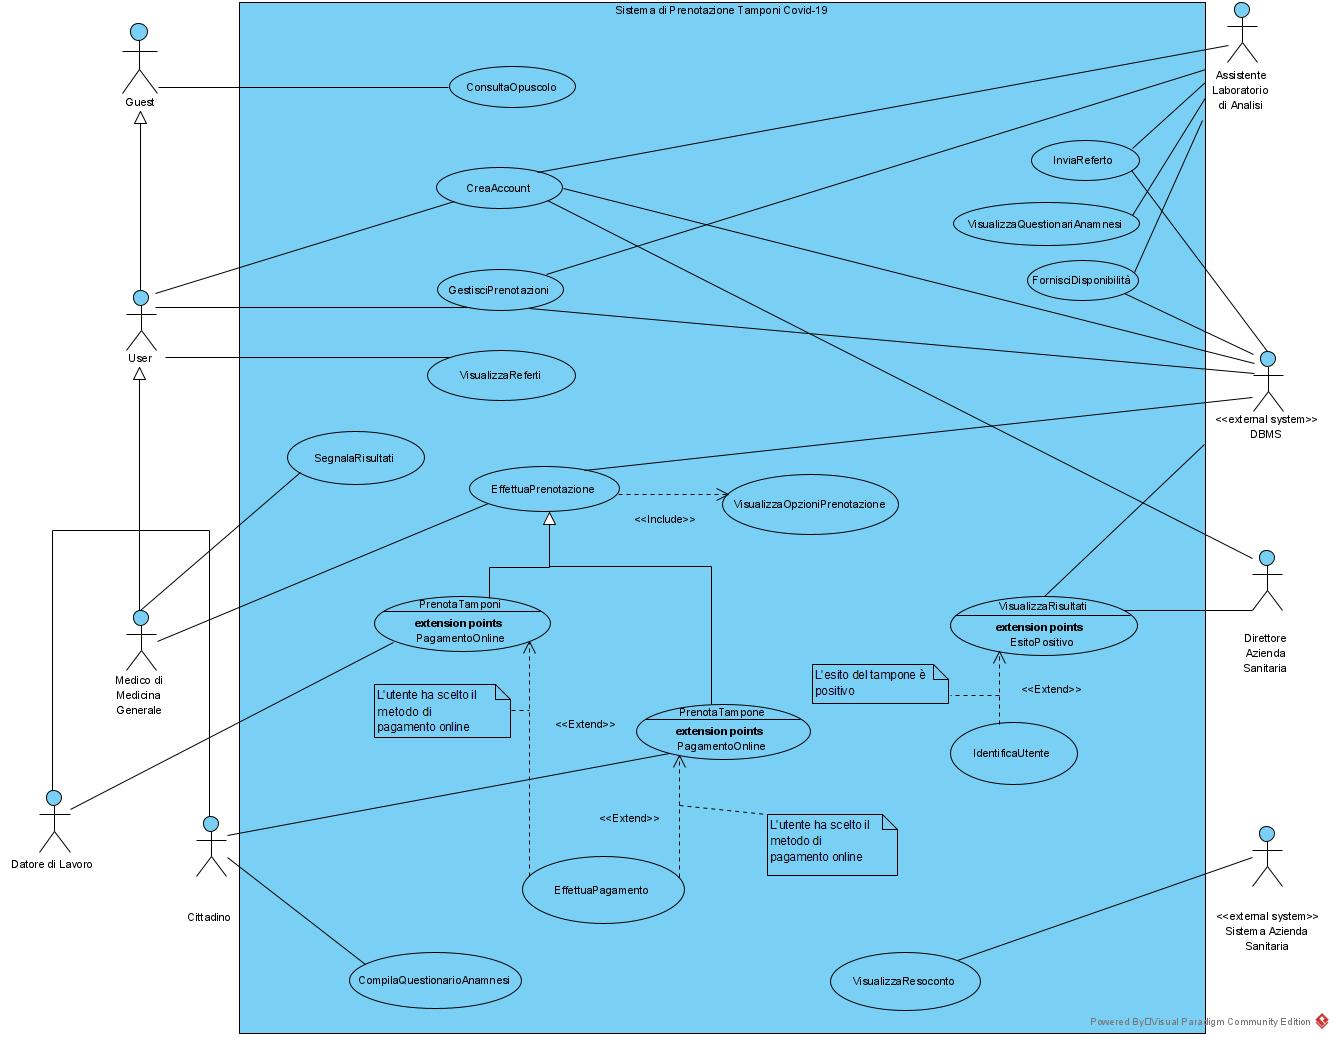 Sistema di Prenotazione Tamponi Covid-19
Guest
ConsultaOpuscolo
Assistente
Laboratorio
di Analisi
InviaReferto
CreaAccount
VisualizzaQuestionariAnamnesi
FornisciDisponibilità
GestisciPrenotazioni
User
VisualizzaReferti
<<external system>>
DBMS
SegnalaRisultati
EffettuaPrenotazione
VisualizzaOpzioniPrenotazione
<<Include>>
PrenotaTamponi
extension points
PagamentoOnline
VisualizzaRisultati
extension points
EsitoPositivo
Direttore
Azienda
Sanitaria
Medico di
Medicina
Generale
L'utente ha scelto il
metodo di
pagamento online
<<Extend>>
L'esito del tampone è
positivo
<<Extend>>
PrenotaTampone
extension points
PagamentoOnline
IdentificaUtente
<<Extend>>
L'utente ha scelto il
metodo di
pagamento online
Datore di Lavoro
EffettuaPagamento
Cittadino
<<external system>>
Sistema Azienda
Sanitaria
CompilaQuestionarioAnamnesi
VisualizzaResoconto
Powered By Visual Paradigm Community Edition